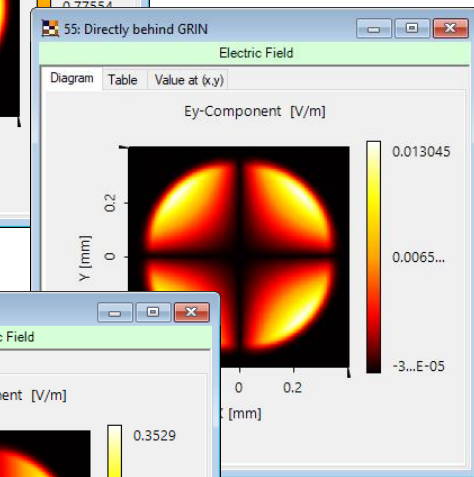 0.77554
55: Directly behind GRIN
Electric Field
Diagram Table Value at (x,y)
Ey-Component [V/m]
0.013045
0.0065...
-3...E-05
0.2
0
Y [mm]
0 0.2
[mm]
Field
[V/m]
0.3529